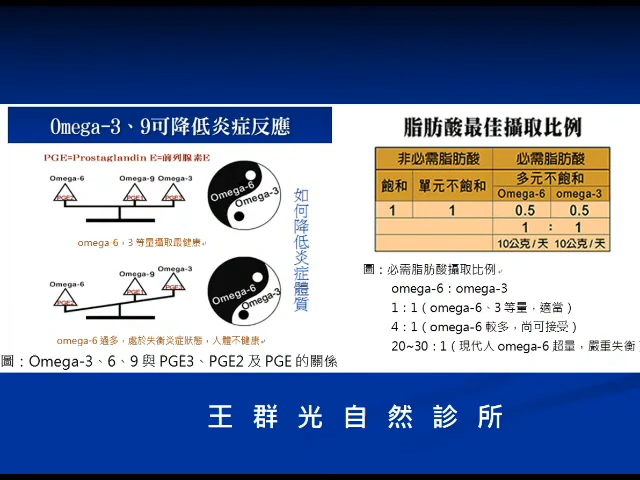 Omega-3、9可降低炎症反應
PGE=Prostaglandin E=前列腺素E
Omega-6
Omega-9 Omega-3
PGE2
PGE1
PGE3
Omega-6
Omega-3
omega-6，3 等量攝取最健康
Omega-6
Omega-9
Omega-3
PGE2
PGE1
PGE3
Omega-6
Omega-3
omega-6 過多，處於失衡炎症狀態，人體不健康
如何降低炎症體質
圖：Omega-3、6、9 與 PGE3、PGE2 及 PGE 的關係
脂肪酸最佳攝取比例
非必需脂肪酸 必需脂肪酸
飽和 單元不飽和 多元不飽和
Omega-6 omega-3
1 1 0.5 0.5
1 : 1
10公克/天 10公克/天
圖：必需脂肪酸攝取比例
omega-6：omega-3
1：1（omega-6、3 等量，適當）
4：1（omega-6 較多，尚可接受）
20~30：1（現代人 omega-6 超量，嚴重失衡
王群光自然診所